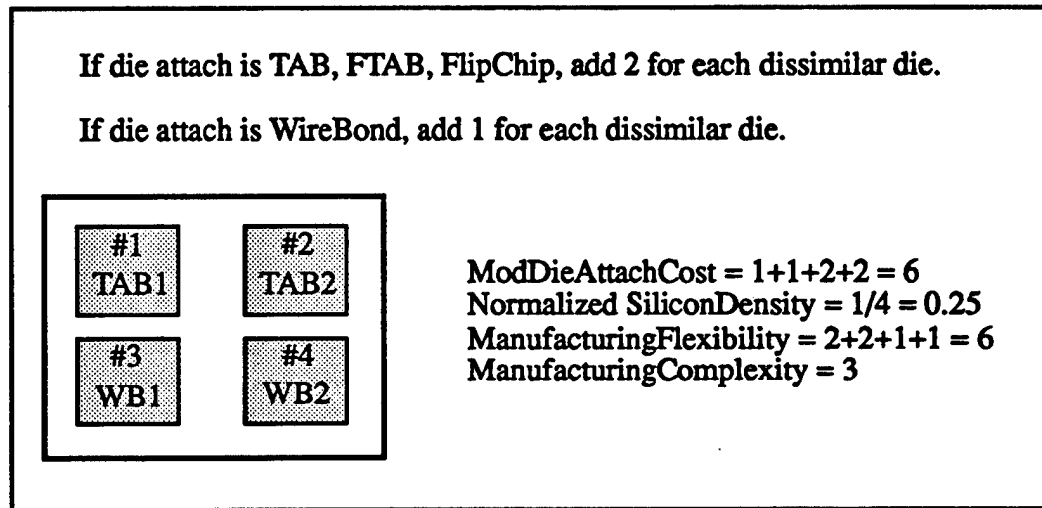 If die attach is TAB, FTAB, FlipChip, add 2 for each dissimilar die.
If die attach is WireBond, add 1 for each dissimilar die.
#1
TAB1
#2
TAB2
#3
WB1
#4
WB2
ModDieAttachCost = 1+1+2+2 = 6
Normalized SiliconDensity = 1/4 = 0.25
ManufacturingFlexibility = 2+2+1+1 = 6
ManufacturingComplexity = 3